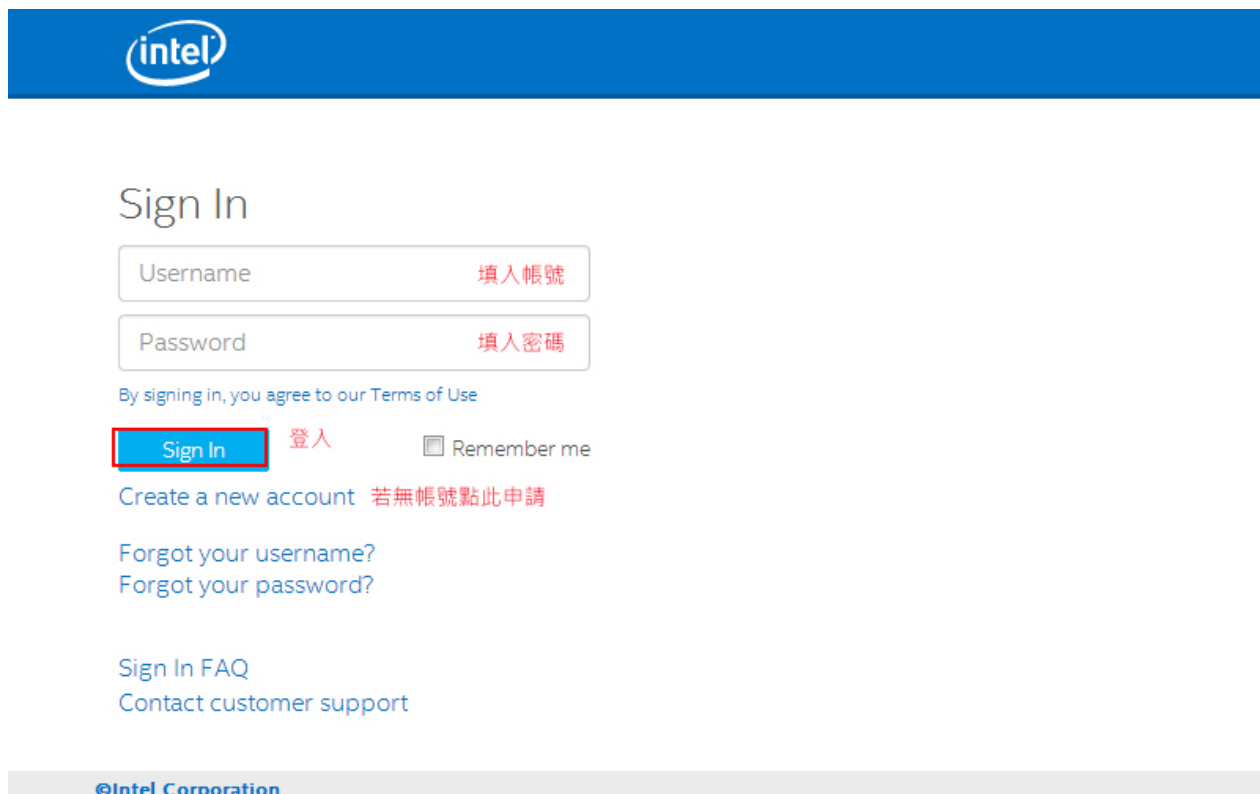 intel
Sign In
Username 填入帳號
Password 填入密碼
By signing in, you agree to our Terms of Use
Sign In 登入 Remember me
Create a new account 若無帳號點此申請
Forgot your username?
Forgot your password?
Sign In FAQ
Contact customer support
©Intel Corporation